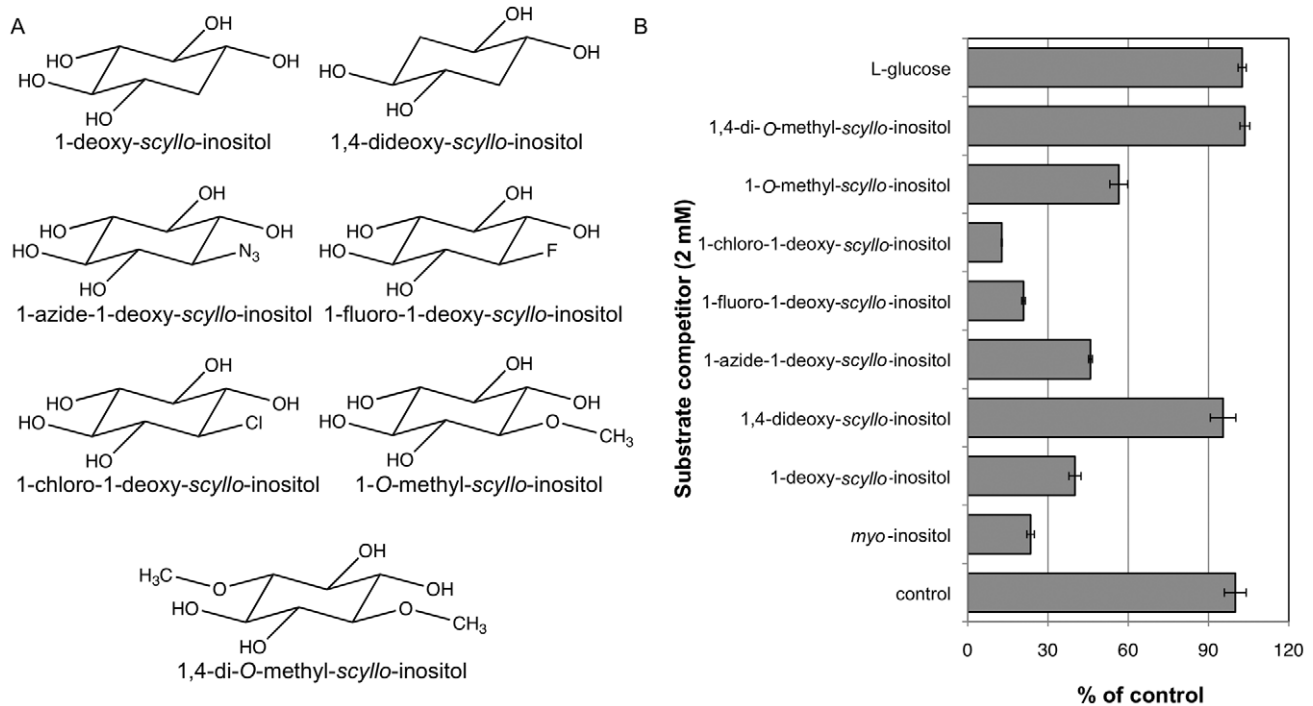 A
OH
HO
OH
HO
HO
1-deoxy-scyllo-inositol
OH
OH
HO
HO
1,4-dideoxy-scyllo-inositol
OH
HO
OH
HO
N3
HO
1-azide-1-deoxy-scyllo-inositol
OH
HO
OH
HO
F
HO
1-fluoro-1-deoxy-scyllo-inositol
OH
HO
OH
HO
Cl
HO
1-chloro-1-deoxy-scyllo-inositol
OH
HO
OH
HO
O
CH3
HO
1-O-methyl-scyllo-inositol
OH
H3C
O
OH
HO
O
CH3
HO
1,4-di-O-methyl-scyllo-inositol
B
Substrate competitor (2 mM)
L-glucose
1,4-di-O-methyl-scyllo-inositol
1-O-methyl-scyllo-inositol
1-chloro-1-deoxy-scyllo-inositol
1-fluoro-1-deoxy-scyllo-inositol
1-azide-1-deoxy-scyllo-inositol
1,4-dideoxy-scyllo-inositol
1-deoxy-scyllo-inositol
myo-inositol
control
0 30 60 90 120
% of control